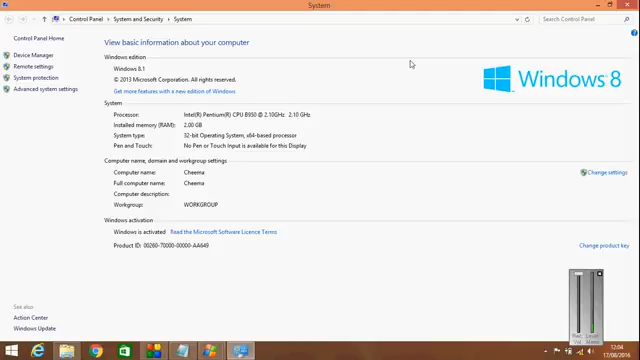 System
Control Panel
System and Security
System
Search Control Panel
Control Panel Home
Device Manager
Remote settings
System protection
Advanced system settings
View basic information about your computer
Windows edition
Windows 8.1
© 2013 Microsoft Corporation. All rights reserved.
Get more features with a new edition of Windows
Windows 8
System
Processor: Intel(R) Pentium(R) CPU B950 @ 2.10GHz 2.10 GHz
Installed memory (RAM): 2.00 GB
System type: 32-bit Operating System, x64-based processor
Pen and Touch: No Pen or Touch Input is available for this Display
Computer name, domain and workgroup settings
Computer name: Cheema
Change settings
Full computer name: Cheema
Computer description:
Workgroup: WORKGROUP
Windows activation
Windows is activated Read the Microsoft Software Licence Terms
Product ID: 00260-70000-00000-AA649
Change product key
See also
Action Center
Windows Update
Rec. Level
Vol
12:04
17/08/2016